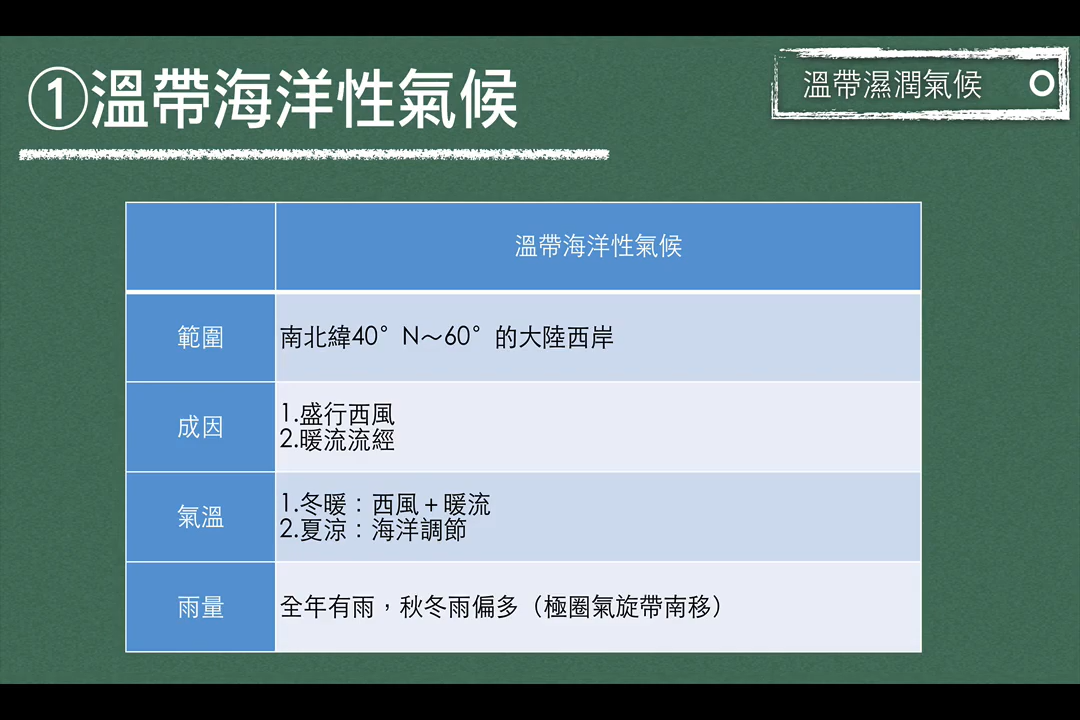 ①溫帶海洋性氣候
溫帶濕潤氣候
溫帶海洋性氣候
範圍
南北緯40°N～60°的大陸西岸
成因
1.盛行西風
2.暖流流經
氣溫
1.冬暖：西風+暖流
2.夏涼：海洋調節
雨量
全年有雨，秋冬雨偏多（極圈氣旋帶南移）